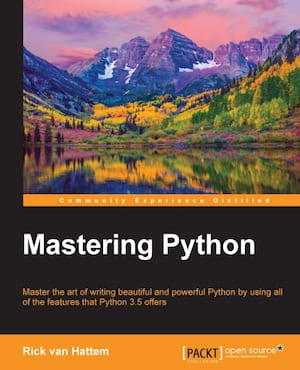 Community Experience Distilled
Mastering Python
Master the art of writing beautiful and powerful Python by using all
of the features that Python 3.5 offers
Rick van Hattem
[PACKT] open source*
PUBLISHING